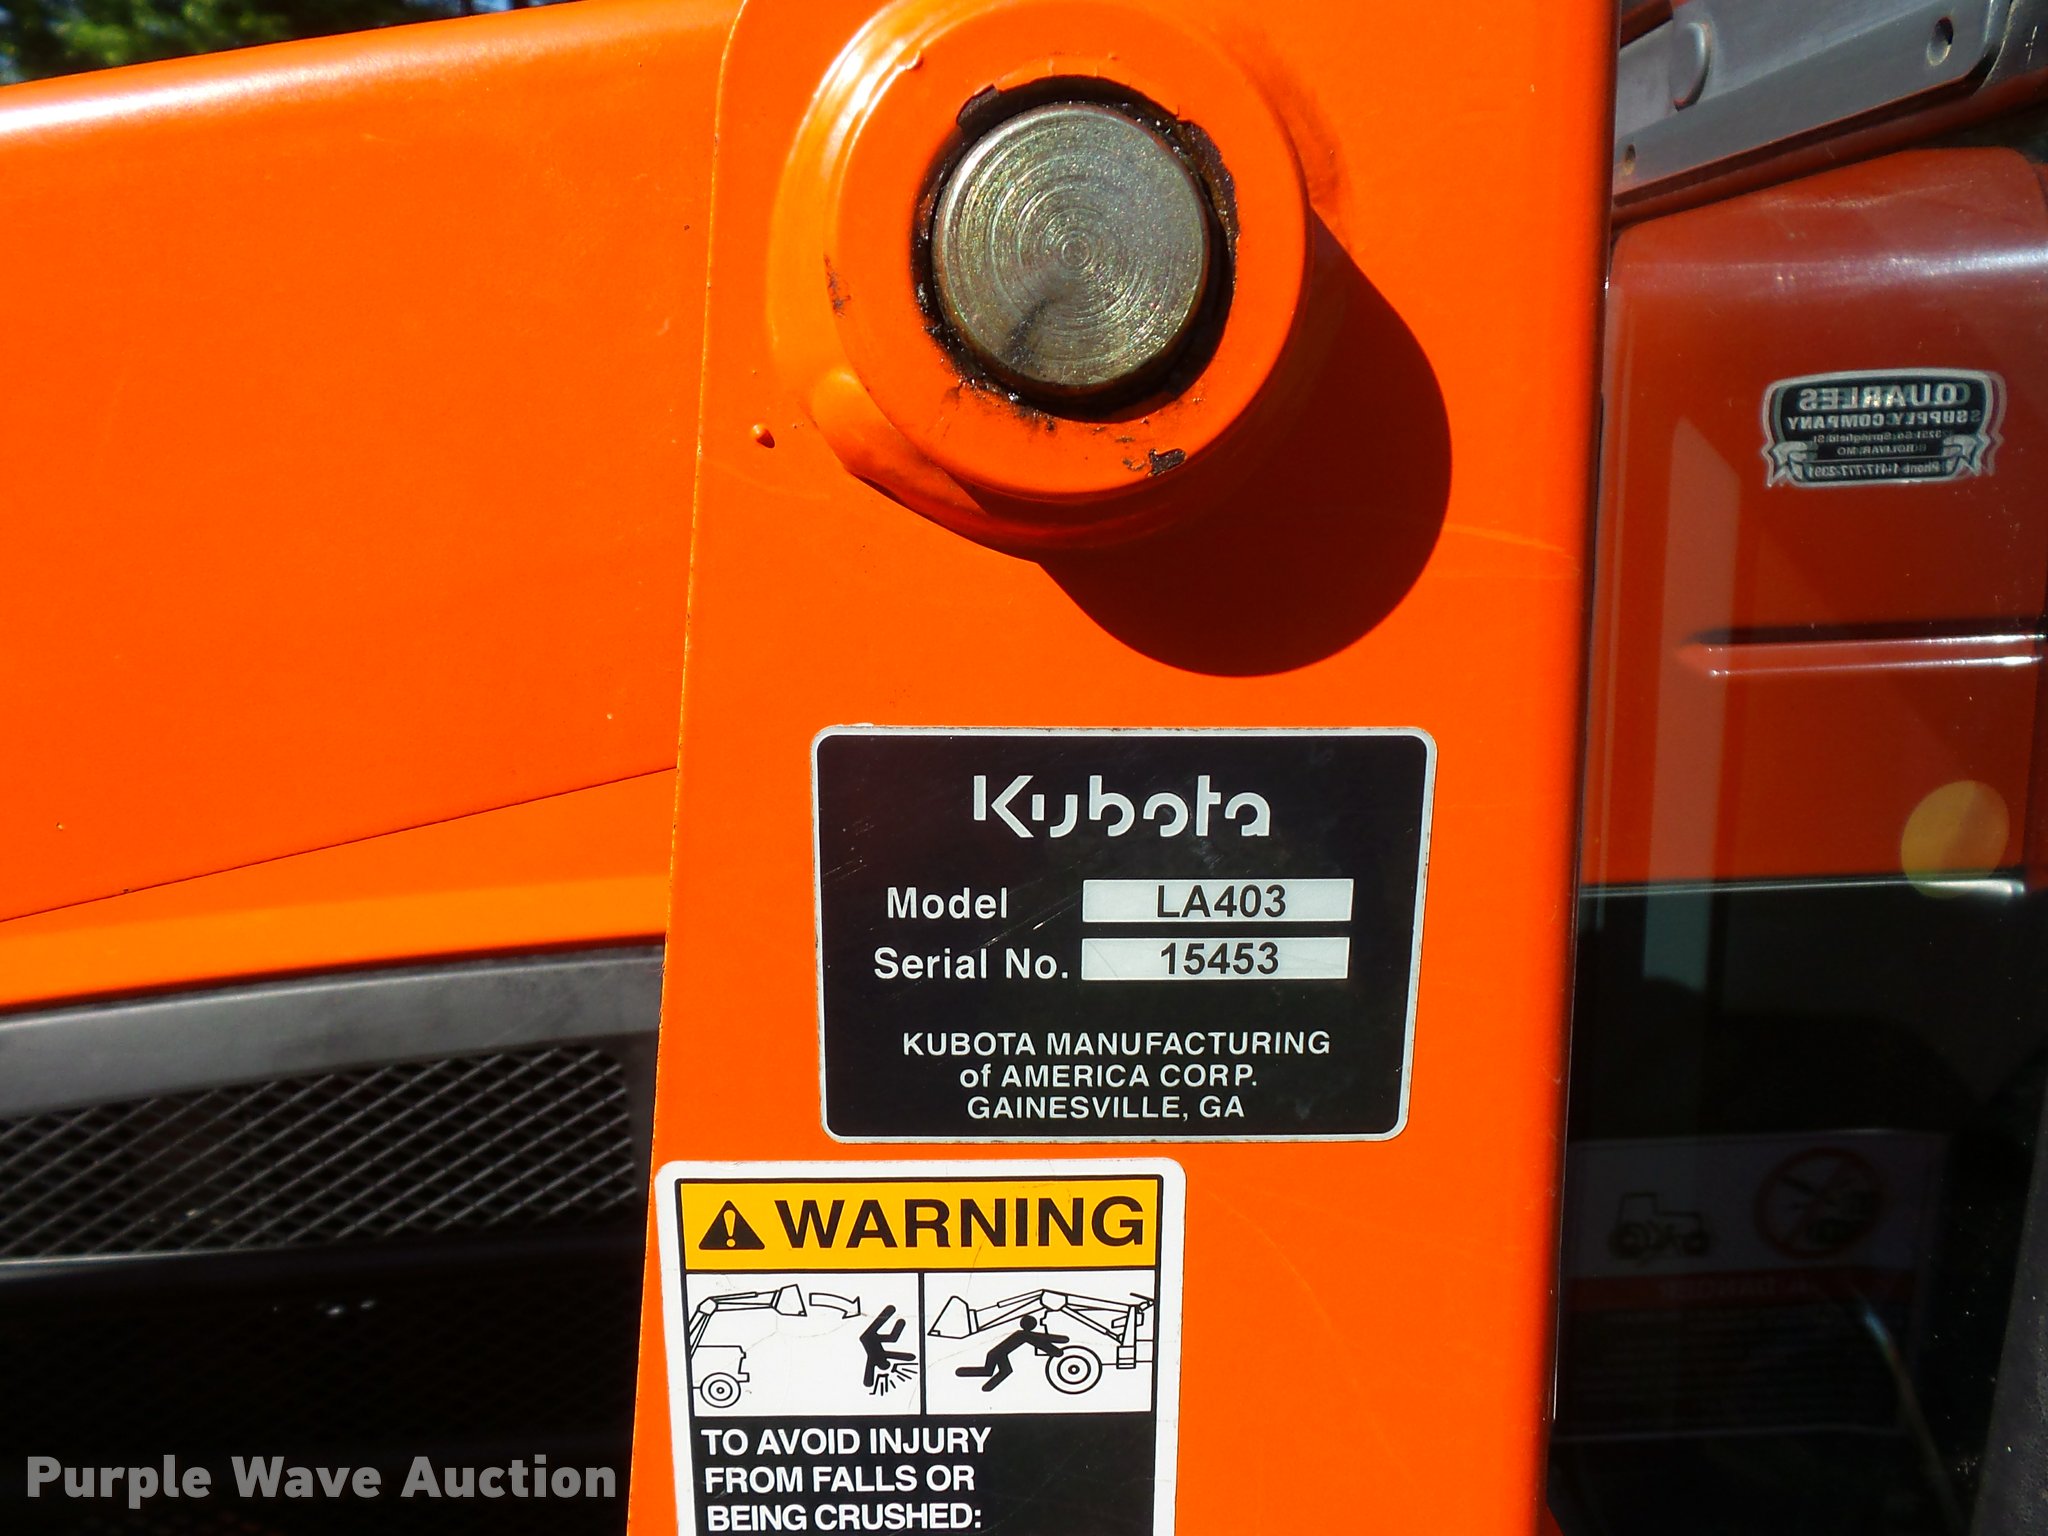 QUARLES
SUPPLY COMPANY
Kubota
Model LA403
Serial No. 15453
KUBOTA MANUFACTURING
of AMERICA CORP.
GAINESVILLE, GA
WARNING
TO AVOID INJURY
FROM FALLS OR
BEING CRUSHED:
Purple Wave Auction